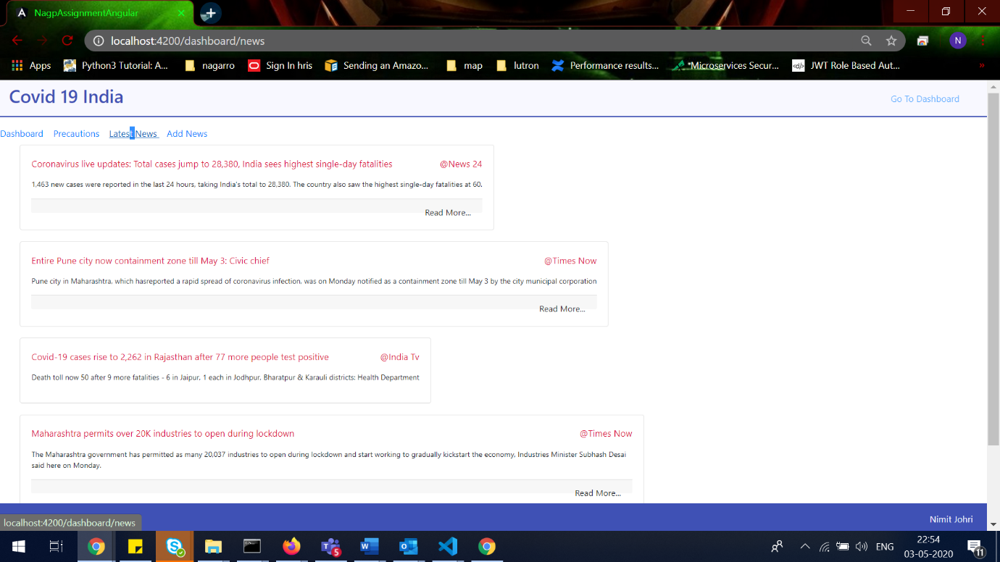 NagpAssignmentAngular
localhost:4200/dashboard/news
N
Apps Python3 Tutorial: A... nagarro Sign In hris Sending an Amazo... map lutron Performance results... *Microservices Secur... JWT Role Based Aut...
Covid 19 India
Go To Dashboard
Dashboard Precautions Latest News Add News
Coronavirus live updates: Total cases jump to 28,380, India sees highest single-day fatalities @News 24
1,463 new cases were reported in the last 24 hours, taking India's total to 28,380. The country also saw the highest single-day fatalities at 60.
Read More...
Entire Pune city now containment zone till May 3: Civic chief @Times Now
Pune city in Maharashtra, which hasreported a rapid spread of coronavirus infection, was on Monday notified as a containment zone till May 3 by the city municipal corporation
Read More...
Covid-19 cases rise to 2,262 in Rajasthan after 77 more people test positive @India Tv
Death toll now 50 after 9 more fatalities - 6 in Jaipur, 1 each in Jodhpur, Bharatpur & Karauli districts: Health Department
Maharashtra permits over 20K industries to open during lockdown @Times Now
The Maharashtra government has permitted as many 20,037 industries to open during lockdown and start working to gradually kickstart the economy, Industries Minister Subhash Desai
said here on Monday.
Read More...
Nimit Johri
localhost:4200/dashboard/news
5
ENG
22:54
03-05-2020
11